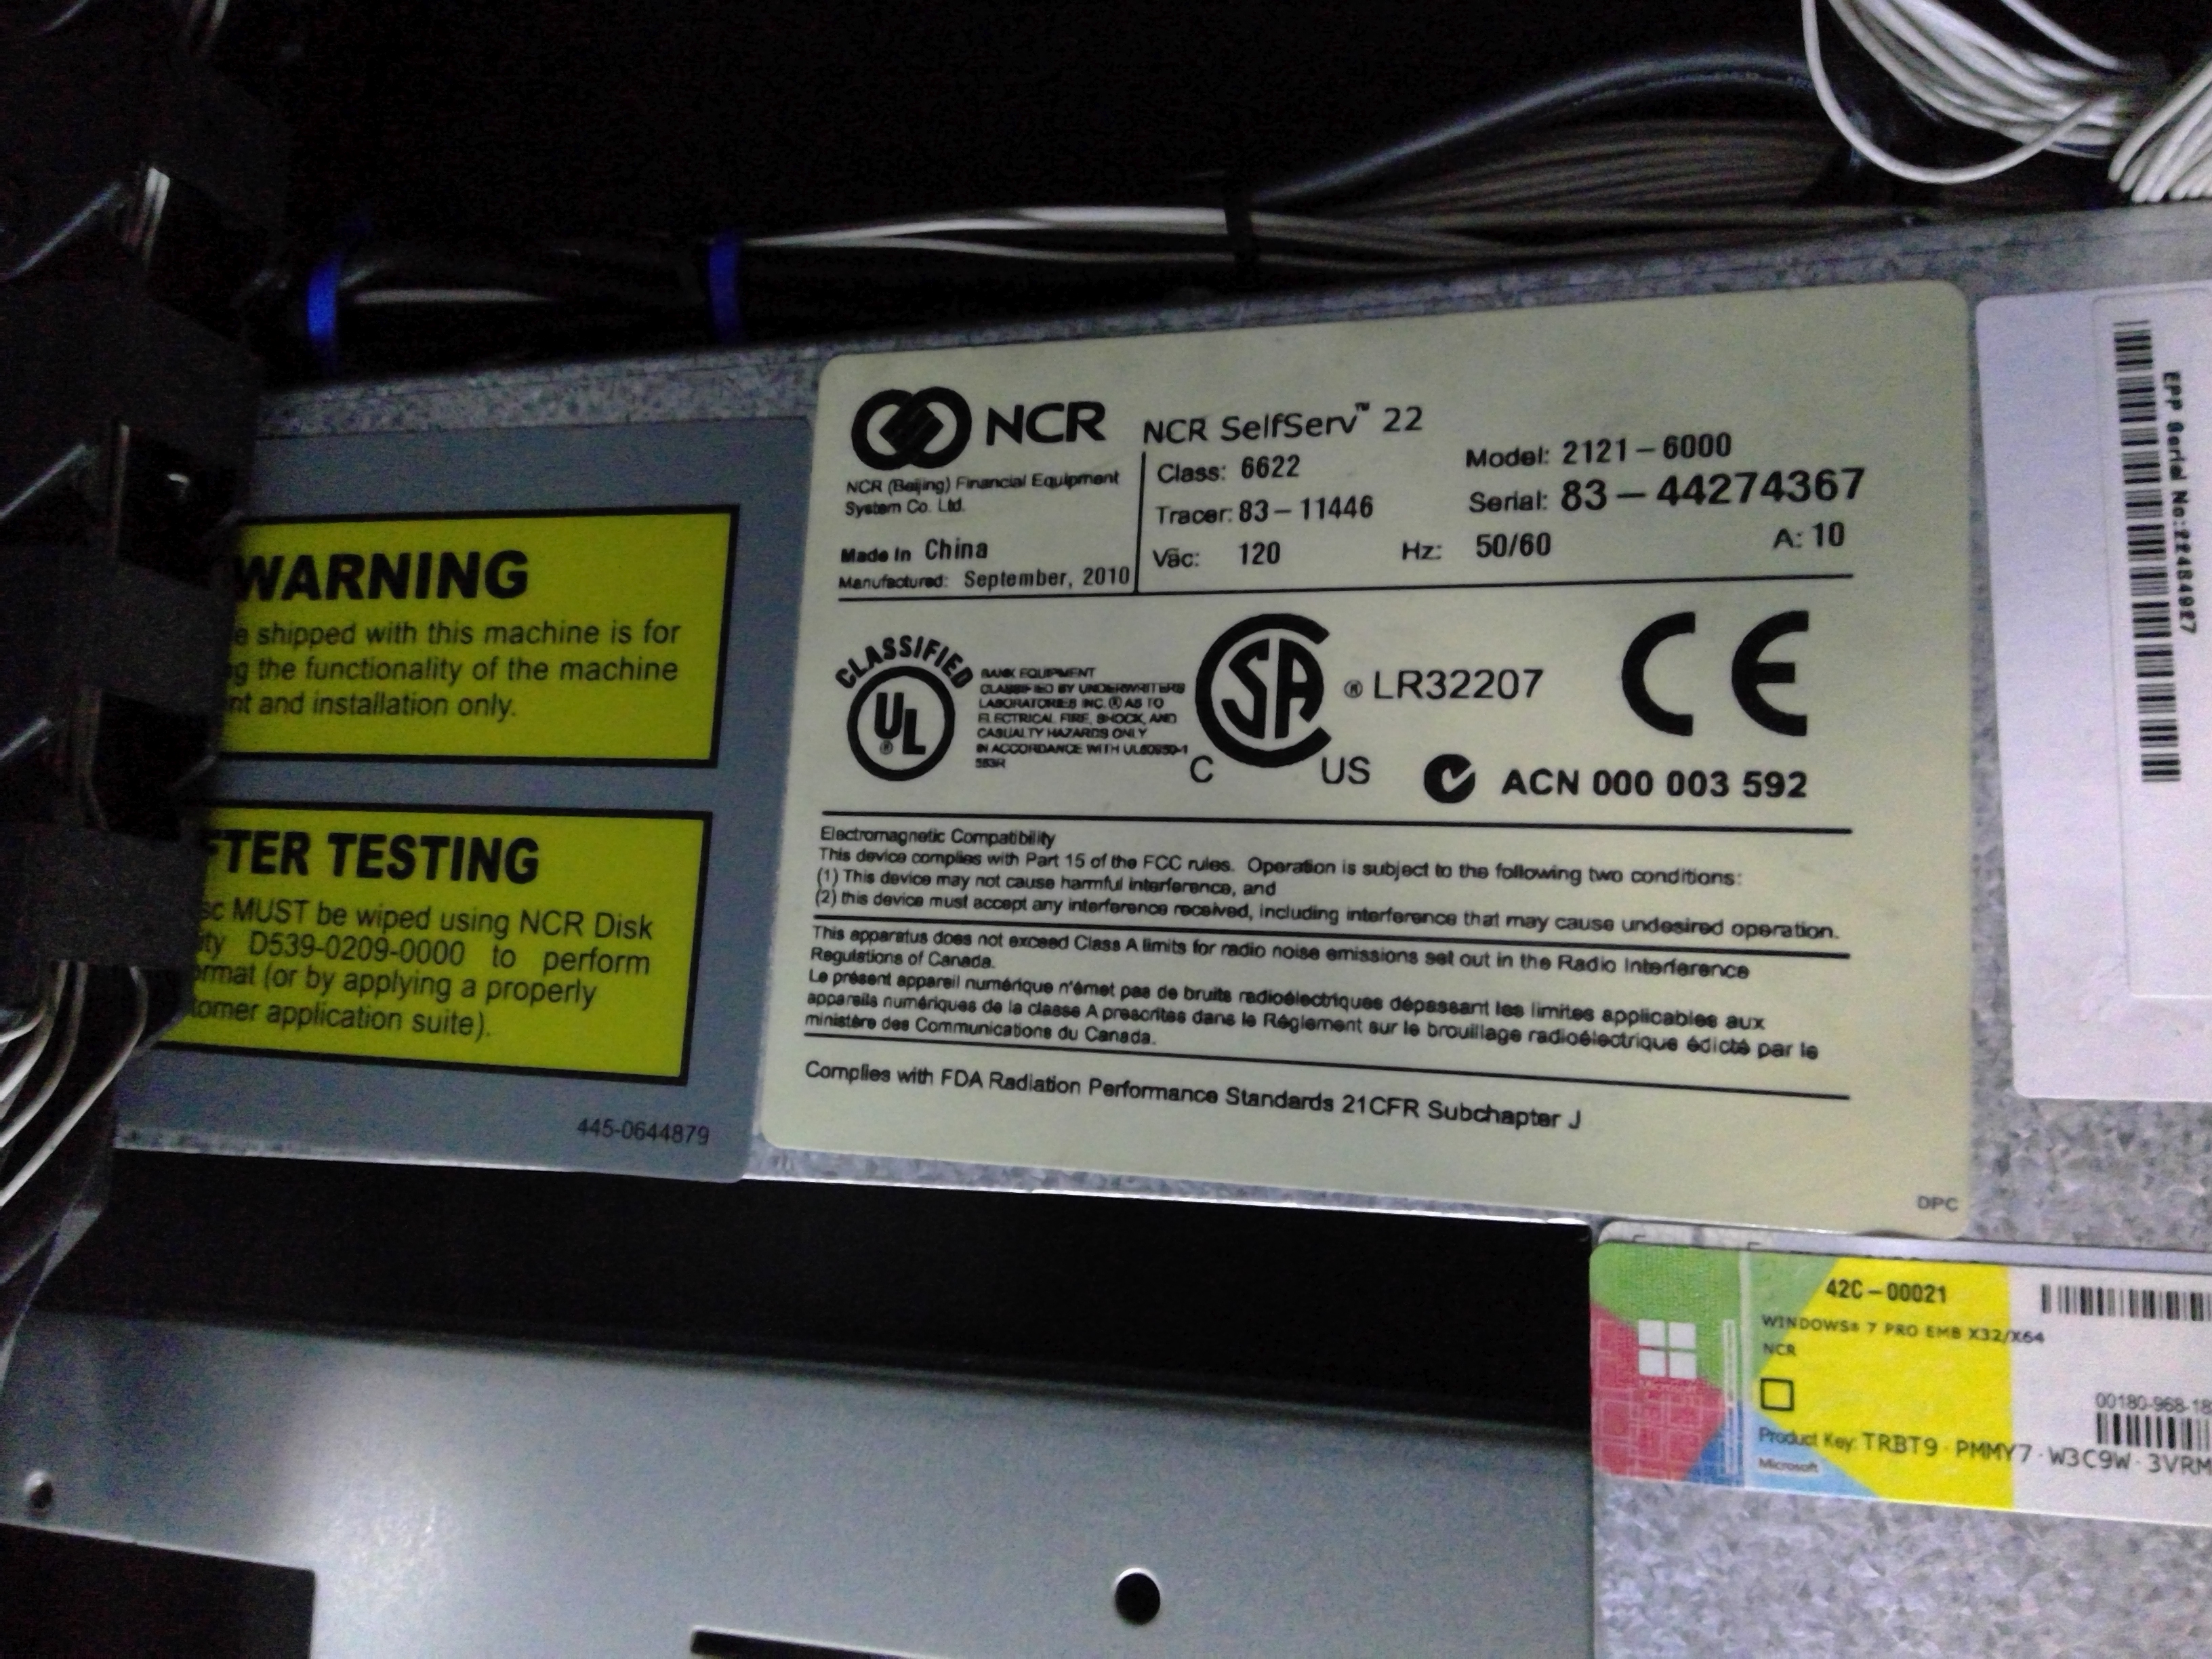 WARNING
e shipped with this machine is for
g the functionality of the machine
nt and installation only.
FTER TESTING
sc MUST be wiped using NCR Disk
ity D539-0209-0000 to perform
ormat (or by applying a properly
tomer application suite).
445-0644879
NCR
NCR (Beijing) Financial Equipment
System Co. Ltd.
Made In China
Manufactured: September, 2010
NCR SelfServ™ 22
Class: 6622
Model: 2121-6000
Tracer: 83-11446
Serial: 83-44274367
Vac: 120
Hz: 50/60
A: 10
CLASSIFIED
UL®
BANK EQUIPMENT
CLASSIFIED BY UNDERWRITERS
LABORATORIES INC.® AS TO
ELECTRICAL FIRE, SHOCK, AND
CASUALTY HAZARDS ONLY
IN ACCORDANCE WITH UL60950-1
SA
C US
® LR32207
CE
ACN 000 003 592
Electromagnetic Compatibility
This device complies with Part 15 of the FCC rules. Operation is subject to the following two conditions:
(1) This device may not cause harmful interference, and
(2) this device must accept any interference received, including interference that may cause undesired operation.
This apparatus does not exceed Class A limits for radio noise emissions set out in the Radio Interference
Regulations of Canada.
Le présent appareil numérique n'émet pas de bruits radioélectriques dépassant les limites applicables aux
appareils numériques de la classe A prescrites dans le Réglement sur le brouillage radioélectrique édicté par le
ministère des Communications du Canada.
Complies with FDA Radiation Performance Standards 21CFR Subchapter J
DPC
EPP Serial No:
42C-00021
WINDOWS® 7 PRO EMB X32/X64
NCR
00180-968-18
Product Key: TRBT9-PMMY7-W3C9W-3VRM
Microsoft